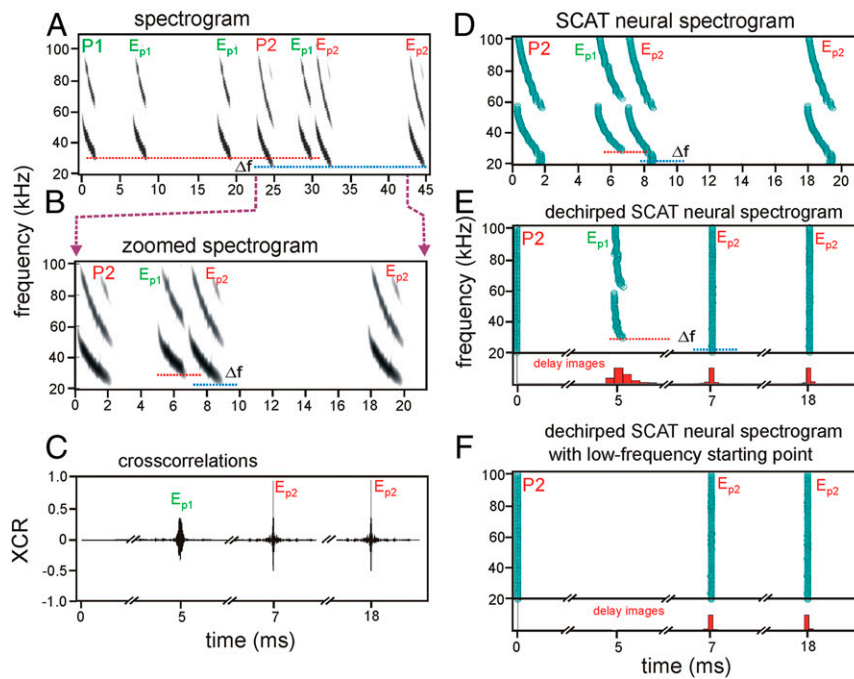 A
spectrogram
P1 Ep1 Ep1 P2 Ep1 Ep2 Ep2
100
80
60
40
20
Δf
0 5 10 15 20 25 30 35 40 45
frequency (kHz)
B
zoomed spectrogram
P2 Ep1 Ep2 Ep2
100
80
60
40
20
Δf
0 2 4 6 8 10 12 14 16 18 20
C
crosscorrelations
Ep1 Ep2 Ep2
XCR
1.0
0.5
0
-0.5
-1.0
0 5 7 18
time (ms)
D
SCAT neural spectrogram
P2 Ep1 Ep2 Ep2
100
80
60
40
20
Δf
0 2 4 6 8 10 12 14 16 18 20
frequency (kHz)
E
dechirped SCAT neural spectrogram
P2 Ep1 Ep2 Ep2
100
80
60
40
20
Δf
delay images
0 5 7 18
F
dechirped SCAT neural spectrogram
with low-frequency starting point
P2 Ep2 Ep2
100
80
60
40
20
delay images
0 5 7 18
time (ms)